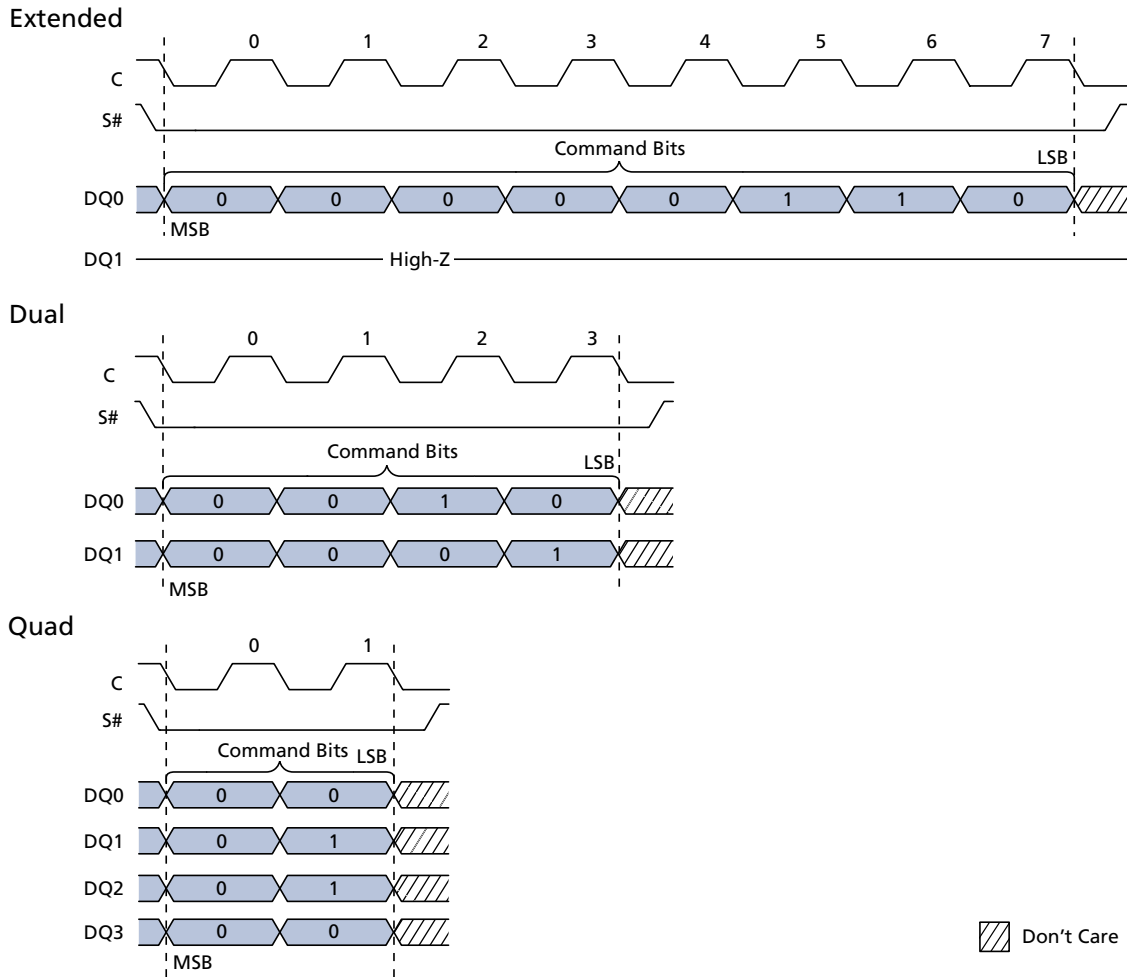 Extended
0 1 2 3 4 5 6 7
C
S#
Command Bits
LSB
DQ0 0 0 0 0 0 1 1 0
MSB
DQ1 High-Z
Dual
0 1 2 3
C
S#
Command Bits
LSB
DQ0 0 0 1 0
DQ1 0 0 0 1
MSB
Quad
0 1
C
S#
Command Bits LSB
DQ0 0 0
DQ1 0 1
DQ2 0 1
DQ3 0 0
MSB
Don't Care